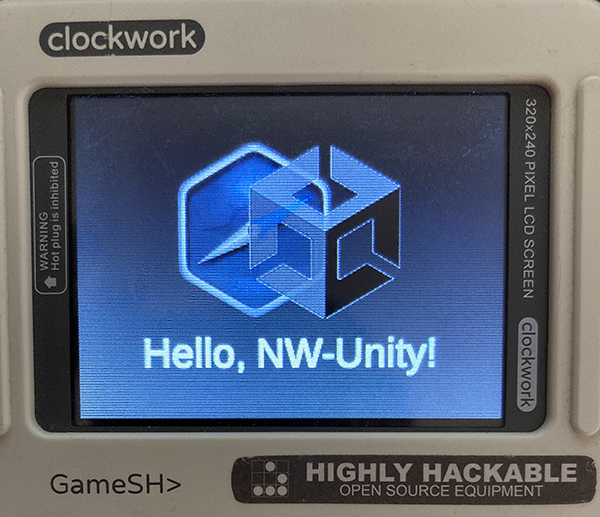 clockwork
WARNING
Hot plug is inhibited
Hello, NW-Unity!
320x240 PIXEL LCD SCREEN
clockwork
GameSH>
HIGHLY HACKABLE
OPEN SOURCE EQUIPMENT